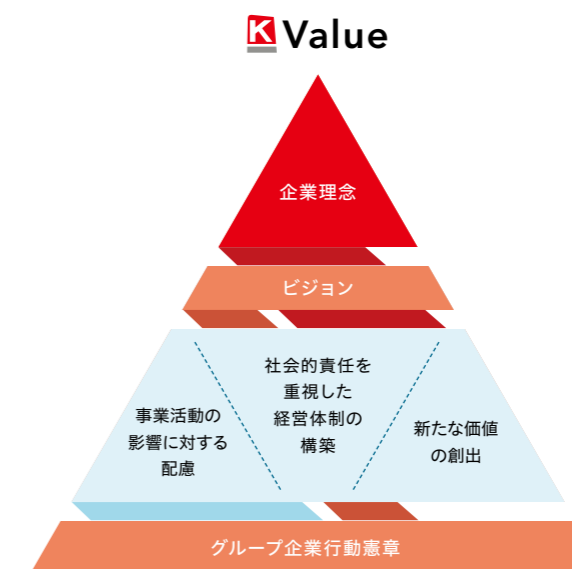 K Value
企業理念
ビジョン
社会的責任を
重視した
経営体制の
構築
事業活動の
影響に対する
配慮
新たな価値
の創出
グループ企業行動憲章